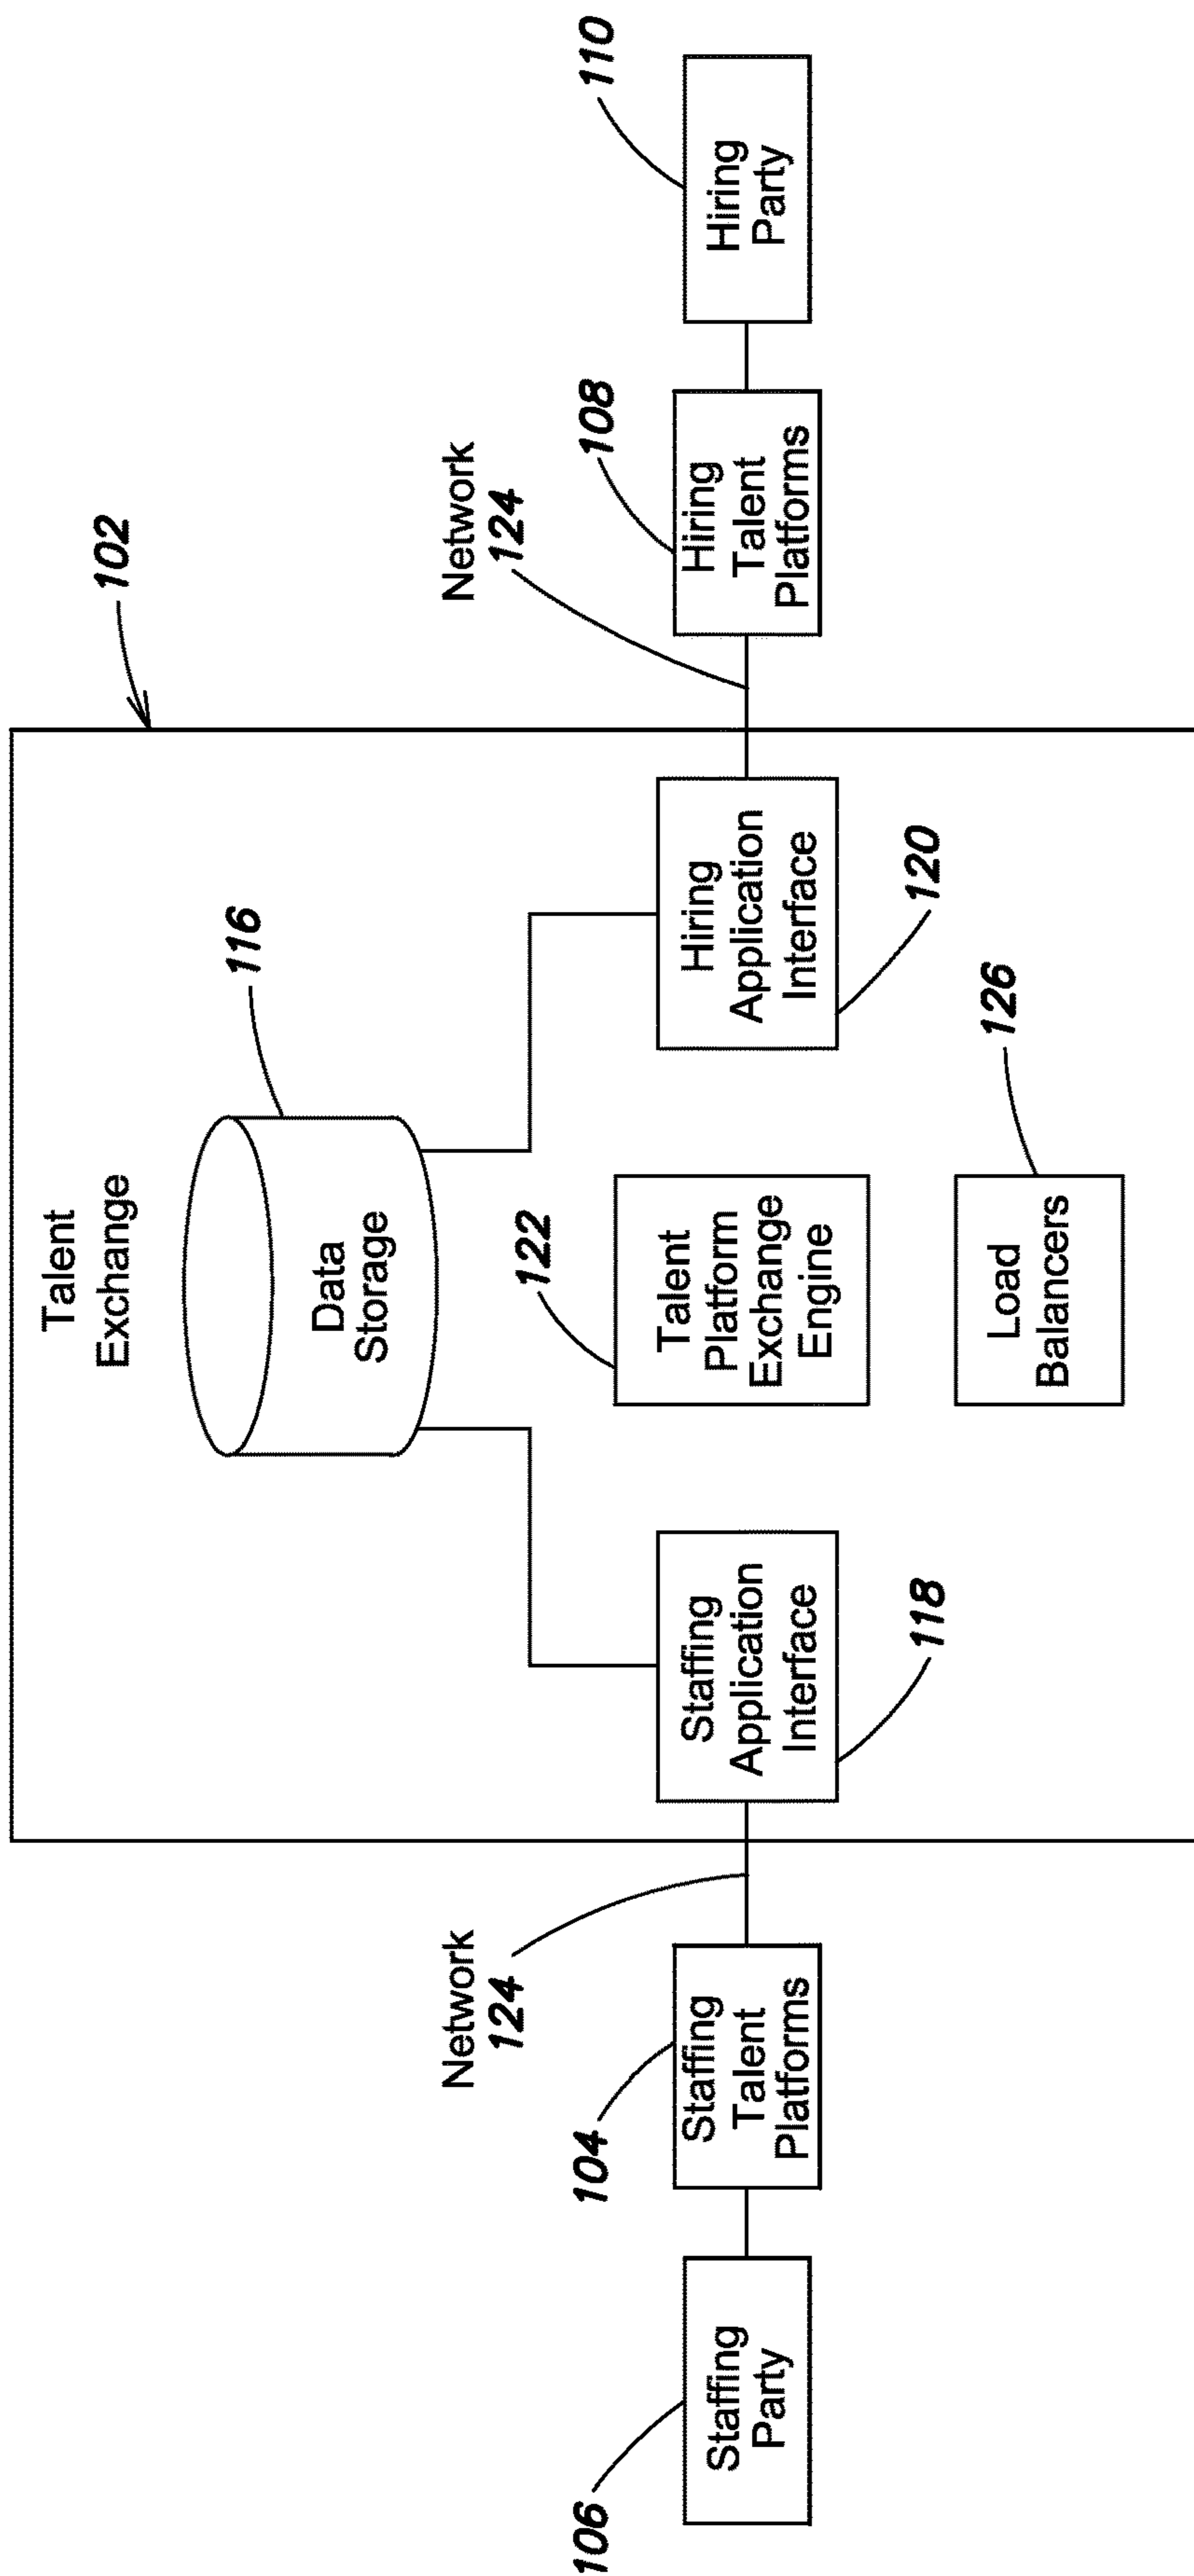 Talent
Exchange
102
Data
Storage
116
Network
124
Network
124
106
Staffing
Party
104
Staffing
Talent
Platforms
Staffing
Application
Interface
118
122
Talent
Platform
Exchange
Engine
Hiring
Application
Interface
120
108
Hiring
Talent
Platforms
110
Hiring
Party
Load
Balancers
126